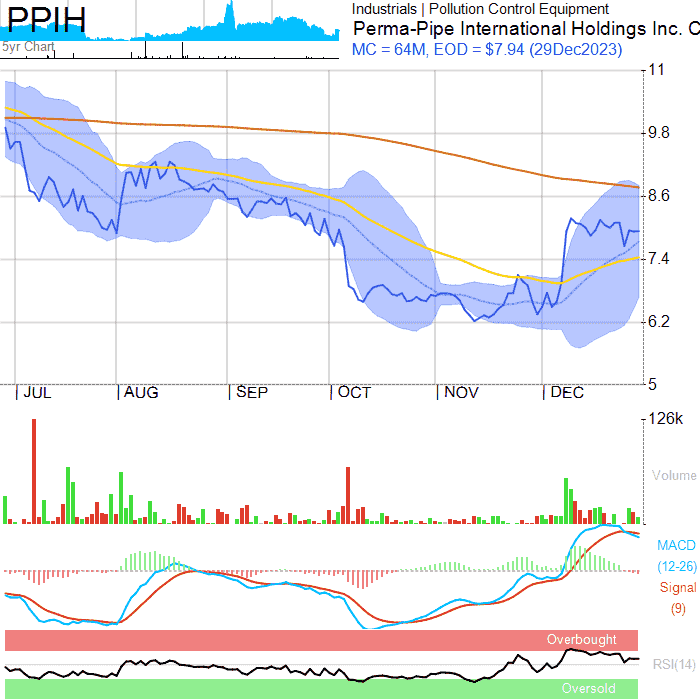 PPIH
5yr Chart
Industrials | Pollution Control Equipment
Perma-Pipe International Holdings Inc. C
MC = 64M, EOD = $7.94 (29Dec2023)
11
9.8
8.6
7.4
6.2
5
| JUL | AUG | SEP | OCT | NOV | DEC
126k
Volume
MACD
(12-26)
Signal
(9)
Overbought
RSI(14)
Oversold